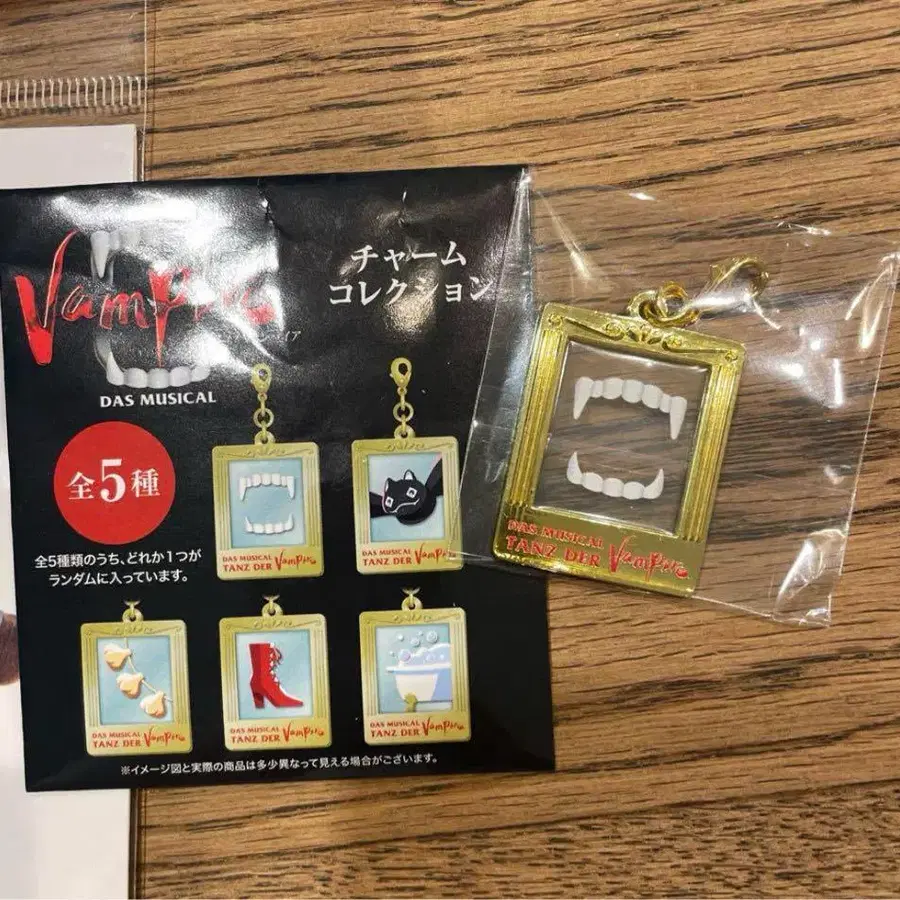 Vampire
DAS MUSICAL
チャーム
コレクション
全5種
全5種類のうち、どれか1つが
ランダムに入っています。
DAS MUSICAL
TANZ DER Vampire
DAS MUSICAL
TANZ DER Vampire
DAS MUSICAL
TANZ DER Vampire
DAS MUSICAL
TANZ DER Vampire
DAS MUSICAL
TANZ DER Vampire
※イメージ図と実際の商品は多少異なって見える場合がございます。
DAS MUSICAL
TANZ DER Vampire